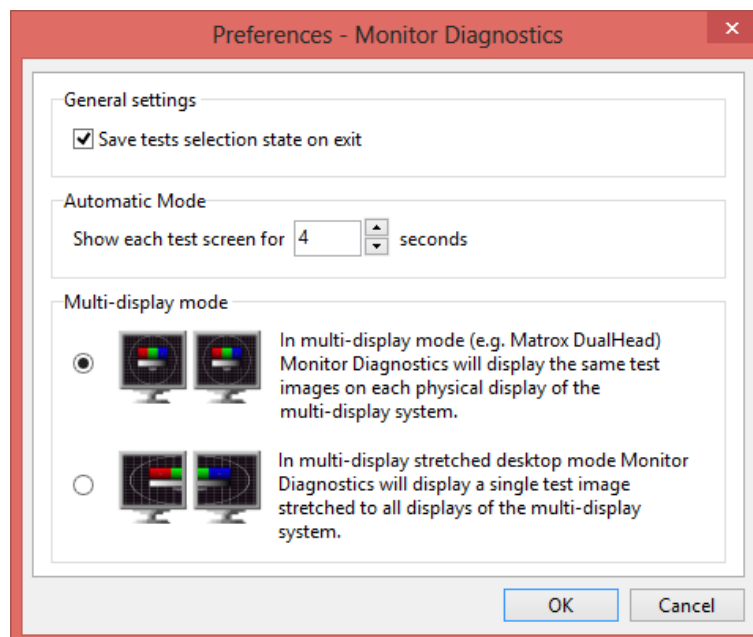 Preferences - Monitor Diagnostics
General settings
Save tests selection state on exit
Automatic Mode
Show each test screen for 4 seconds
Multi-display mode
In multi-display mode (e.g. Matrox DualHead)
Monitor Diagnostics will display the same test
images on each physical display of the
multi-display system.
In multi-display stretched desktop mode Monitor
Diagnostics will display a single test image
stretched to all displays of the multi-display
system.
OK Cancel